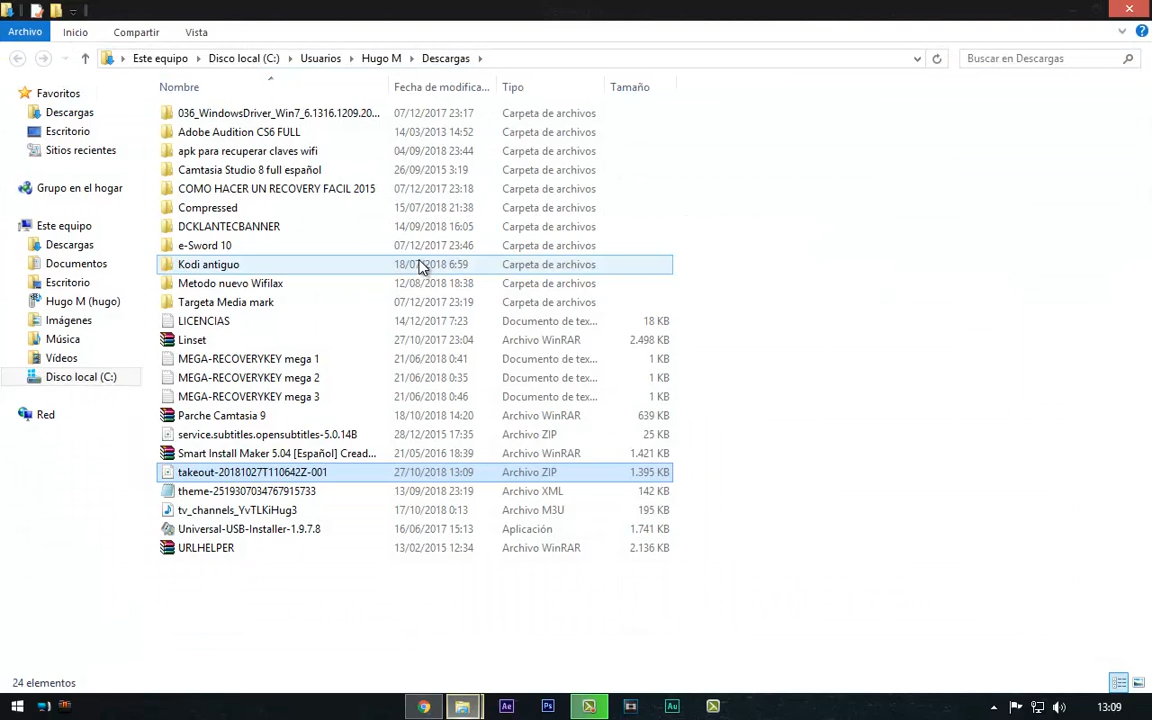 Archivo Inicio Compartir Vista
Este equipo Disco local (C:) Usuarios Hugo M Descargas Buscar en Descargas
Nombre Fecha de modifica... Tipo Tamaño
Favoritos
Descargas
Escritorio
Sitios recientes
Grupo en el hogar
Este equipo
Descargas
Documentos
Escritorio
Hugo M (hugo)
Imágenes
Música
Vídeos
Disco local (C:)
Red
036_WindowsDriver_Win7_6.1316.1209.20... 07/12/2017 23:17 Carpeta de archivos
Adobe Audition CS6 FULL 14/03/2013 14:52 Carpeta de archivos
apk para recuperar claves wifi 04/09/2018 23:44 Carpeta de archivos
Camtasia Studio 8 full español 26/09/2015 3:19 Carpeta de archivos
COMO HACER UN RECOVERY FACIL 2015 07/12/2017 23:18 Carpeta de archivos
Compressed 15/07/2018 21:38 Carpeta de archivos
DCKLANTECBANNER 14/09/2018 16:05 Carpeta de archivos
e-Sword 10 07/12/2017 23:46 Carpeta de archivos
Kodi antiguo 6:59 Carpeta de archivos
Metodo nuevo Wifilax 12/08/2018 18:38 Carpeta de archivos
Targeta Media mark 07/12/2017 23:19 Carpeta de archivos
LICENCIAS 14/12/2017 7:23 Documento de tex... 18 KB
Linset 27/10/2017 23:04 Archivo WinRAR 2.498 KB
MEGA-RECOVERYKEY mega 1 21/06/2018 0:41 Documento de tex... 1 KB
MEGA-RECOVERYKEY mega 2 21/06/2018 0:35 Documento de tex... 1 KB
MEGA-RECOVERYKEY mega 3 21/06/2018 0:46 Documento de tex... 1 KB
Parche Camtasia 9 18/10/2018 14:20 Archivo WinRAR 639 KB
service.subtitles.opensubtitles-5.0.14B 28/12/2015 17:35 Archivo ZIP 25 KB
Smart Install Maker 5.04 [Español] Cread... 21/05/2016 18:39 Archivo WinRAR 1.421 KB
takeout-20181027T110642Z-001 27/10/2018 13:09 Archivo ZIP 1.395 KB
theme-2519307034767915733 13/09/2018 23:19 Archivo XML 142 KB
tv_channels_YvTLKiHug3 17/10/2018 0:13 Archivo M3U 195 KB
Universal-USB-Installer-1.9.7.8 16/06/2017 15:13 Aplicación 1.741 KB
URLHELPER 13/02/2015 12:34 Archivo WinRAR 2.136 KB
24 elementos
Ae Ps Au
13:09